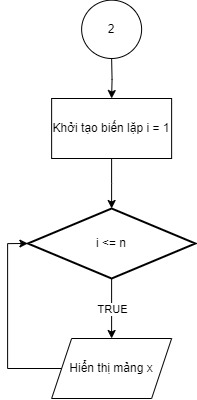 2
Khởi tạo biến lặp i = 1
i <= n
TRUE
Hiển thị mảng x